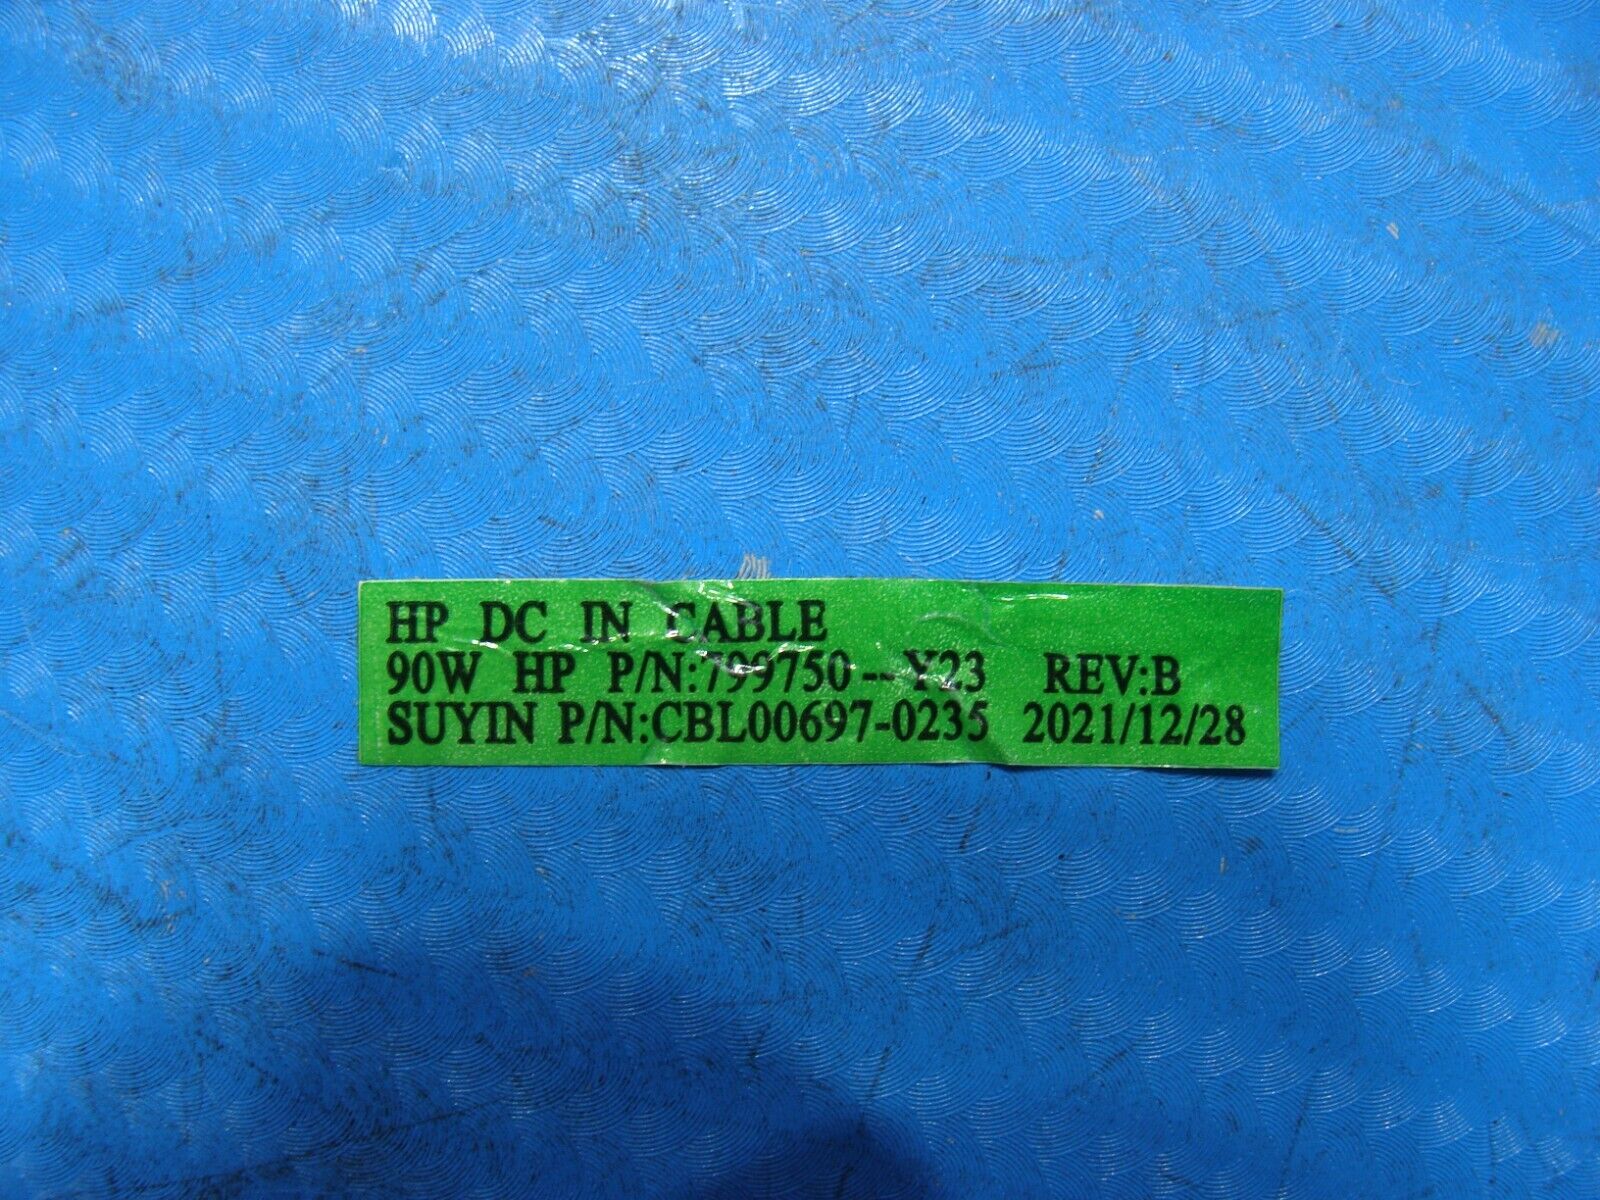 HP DC IN CABLE
90W HP P/N:799750--Y23 REV:B
SUYIN P/N:CBL00697-0235 2021/12/28